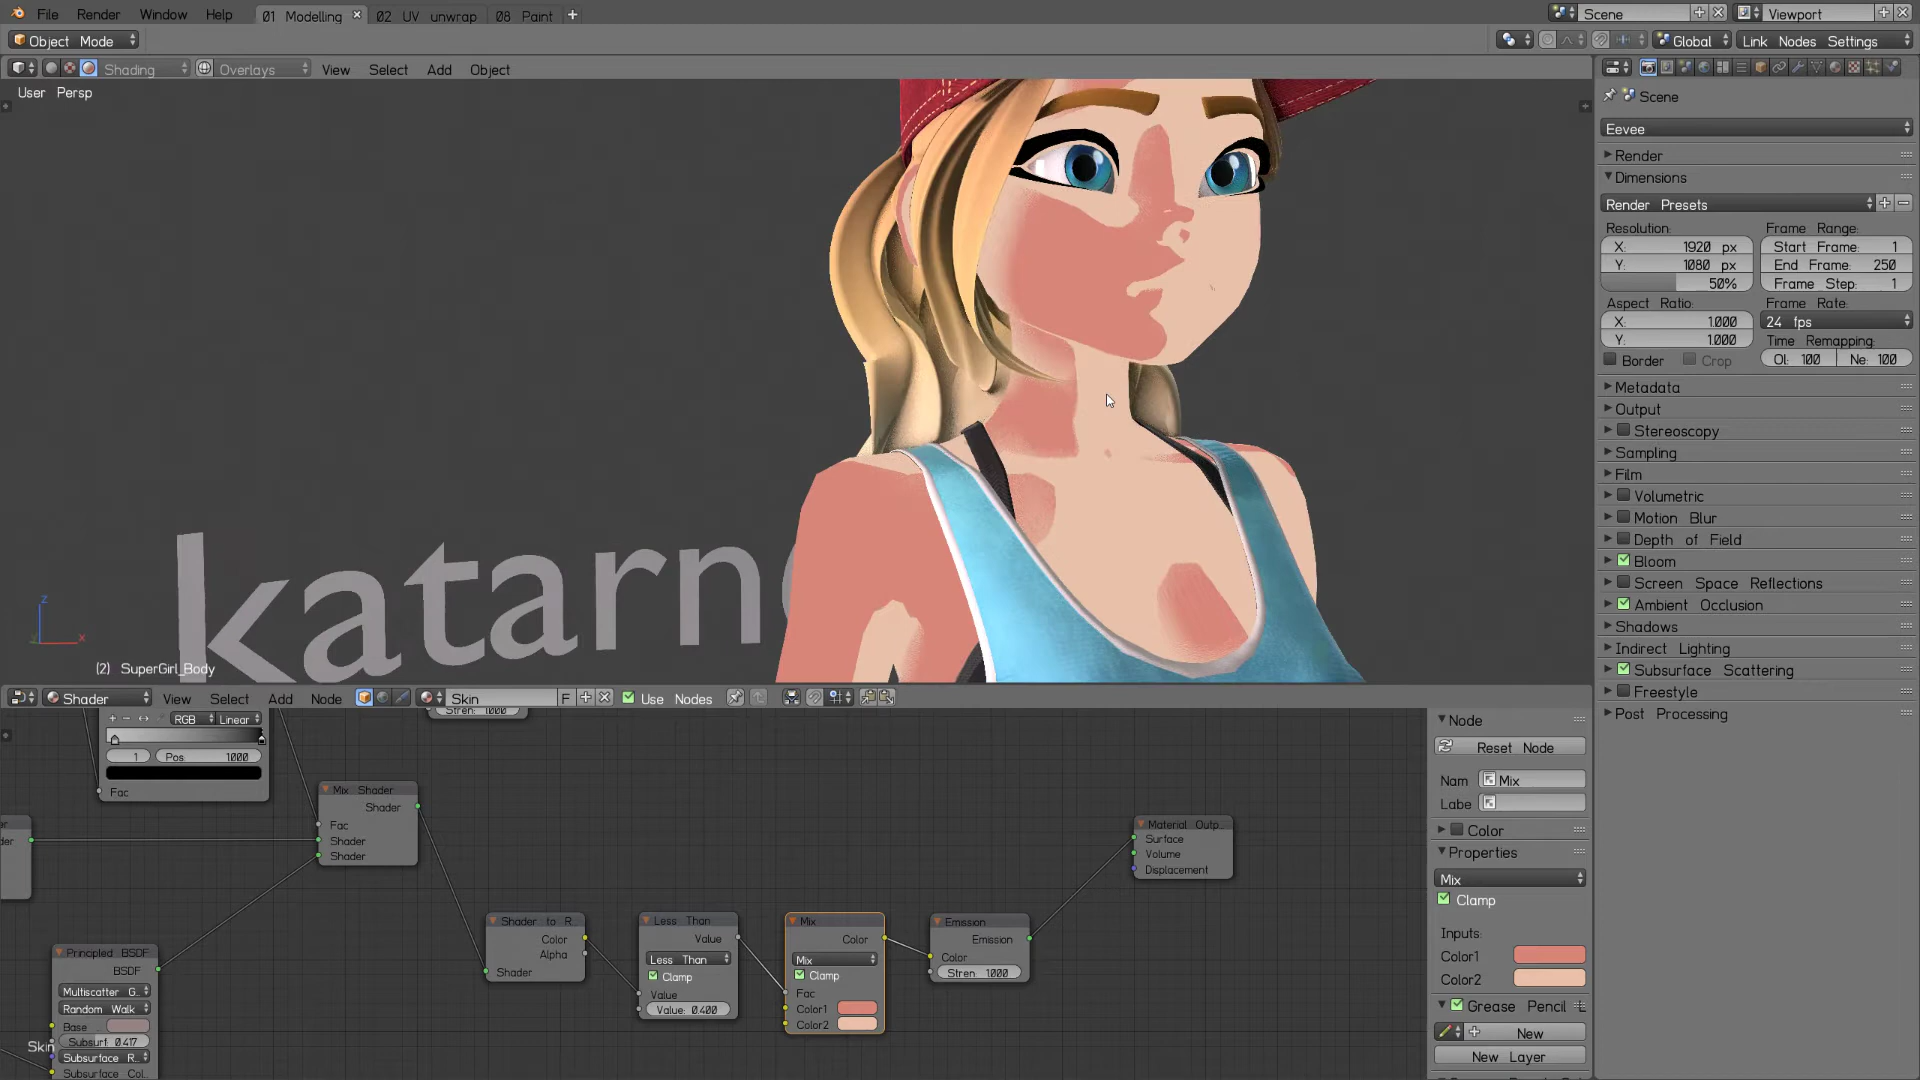 File Render Window Help 01 Modelling 02 UV unwrap 08 Paint Scene Viewport
Object Mode Global Link Nodes Settings
Shading Overlays View Select Add Object
User Persp
Scene
Eevee
Render
Dimensions
Render Presets
Resolution: Frame Range:
X: 1920 px Start Frame: 1
Y: 1080 px End Frame: 250
50% Frame Step: 1
Aspect Ratio: Frame Rate:
X: 1.000 24 fps
Y: 1.000 Time Remapping:
Border Crop Ol: 100 Ne: 100
Metadata
Output
Stereoscopy
Sampling
Film
Volumetric
Motion Blur
Depth of Field
Bloom
Screen Space Reflections
Ambient Occlusion
Shadows
Indirect Lighting
Subsurface Scattering
Freestyle
Post Processing
katarn
z
x
(2) SuperGirl_Body
Shader View Select Add Node Skin F Use Nodes
RGB Linear
1 Pos: 1.000
Fac
Stren: 1.000
Mix Shader
Shader
Fac
Shader
Shader
Principled BSDF
BSDF
Multiscatter G..
Random Walk
Base
Subsurf: 0.417
Subsurface R..
Subsurface Col..
Skin
Shader to R..
Color
Alpha
Shader
Less Than
Value
Less Than
Clamp
Value
Value: 0.400
Mix
Color
Mix
Clamp
Fac
Color1
Color2
Emission
Emission
Color
Stren: 1.000
Material Outp..
Surface
Volume
Displacement
Node
Reset Node
Nam Mix
Labe
Color
Properties
Mix
Clamp
Inputs:
Color1
Color2
Grease Pencil
New
New Layer